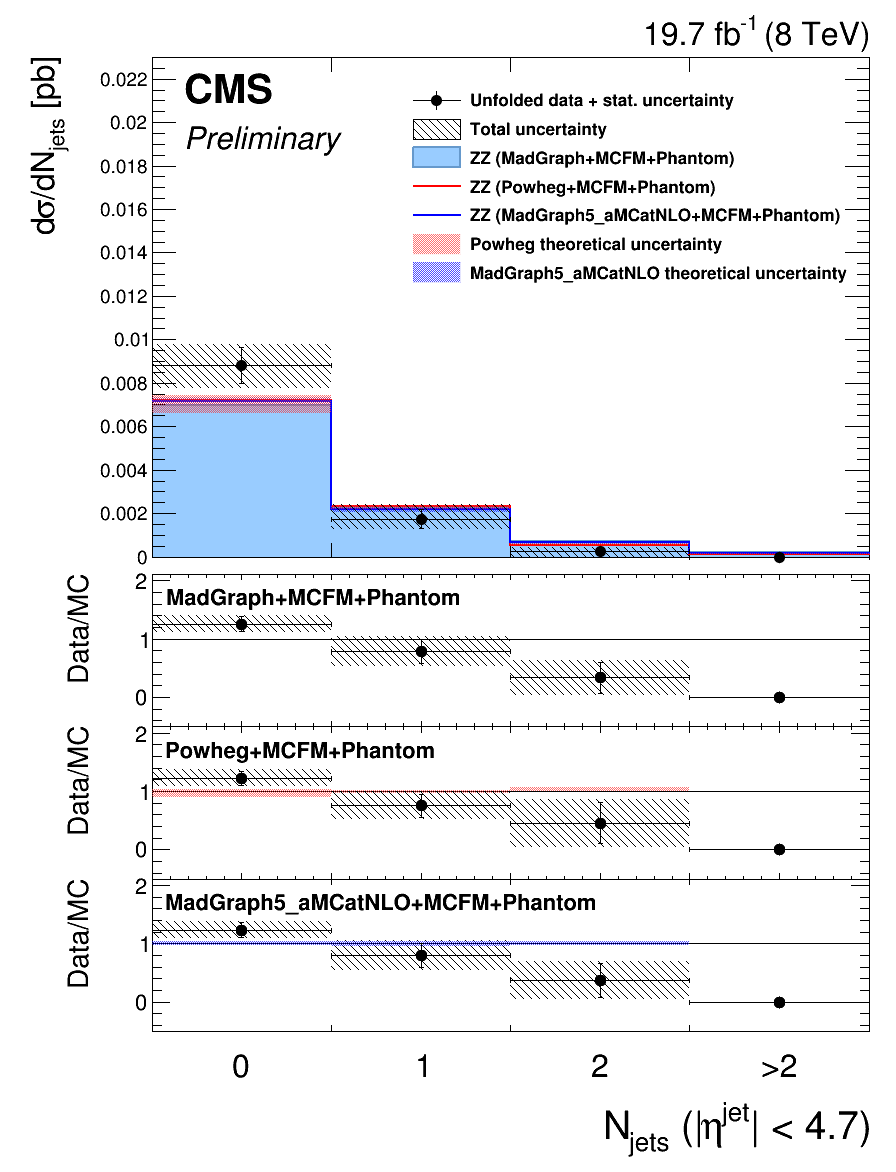 19.7 fb⁻¹ (8 TeV)
dσ/dN_jets [pb]
CMS
Preliminary
Unfolded data + stat. uncertainty
Total uncertainty
ZZ (MadGraph+MCFM+Phantom)
ZZ (Powheg+MCFM+Phantom)
ZZ (MadGraph5_aMCatNLO+MCFM+Phantom)
Powheg theoretical uncertainty
MadGraph5_aMCatNLO theoretical uncertainty
0.022
0.02
0.018
0.016
0.014
0.012
0.01
0.008
0.006
0.004
0.002
0
Data/MC
MadGraph+MCFM+Phantom
2
1
0
Data/MC
Powheg+MCFM+Phantom
2
1
0
Data/MC
MadGraph5_aMCatNLO+MCFM+Phantom
2
1
0
0 1 2 >2
N_jets (|η^jet| < 4.7)